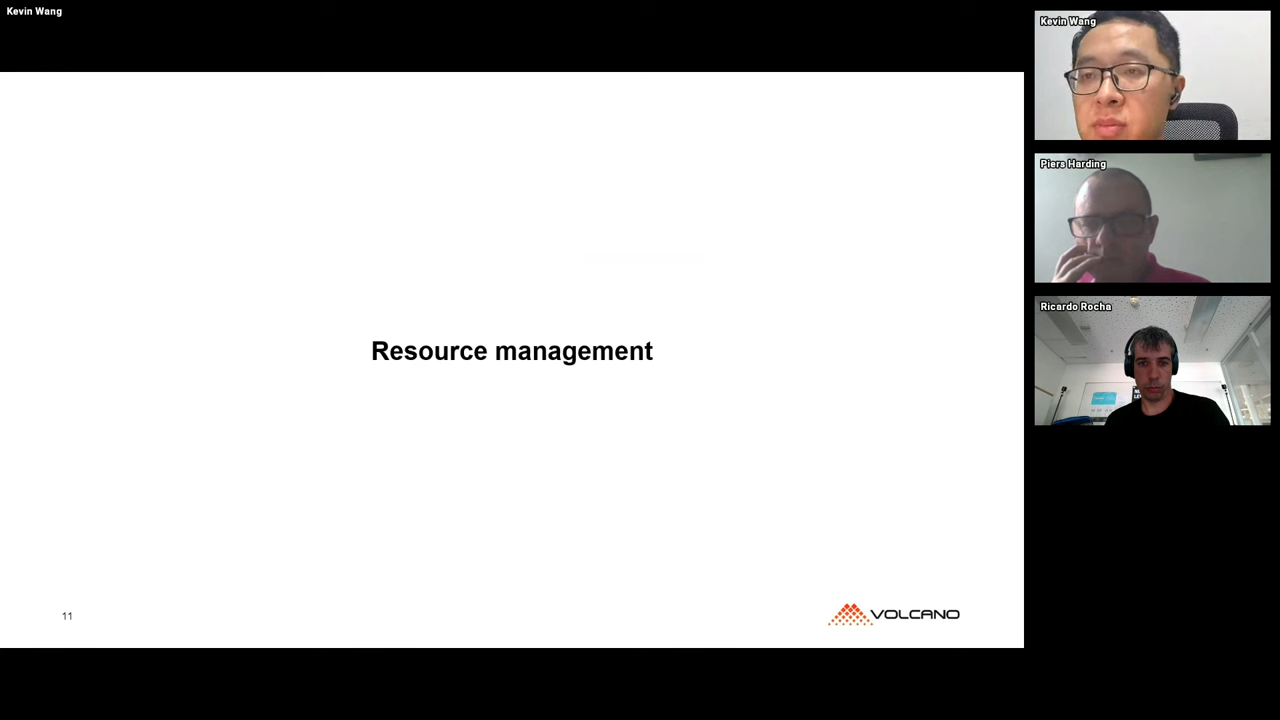 Kevin Wang
Kevin Wang
Piers Harding
Ricardo Rocha
Resource management
11
VOLCANO